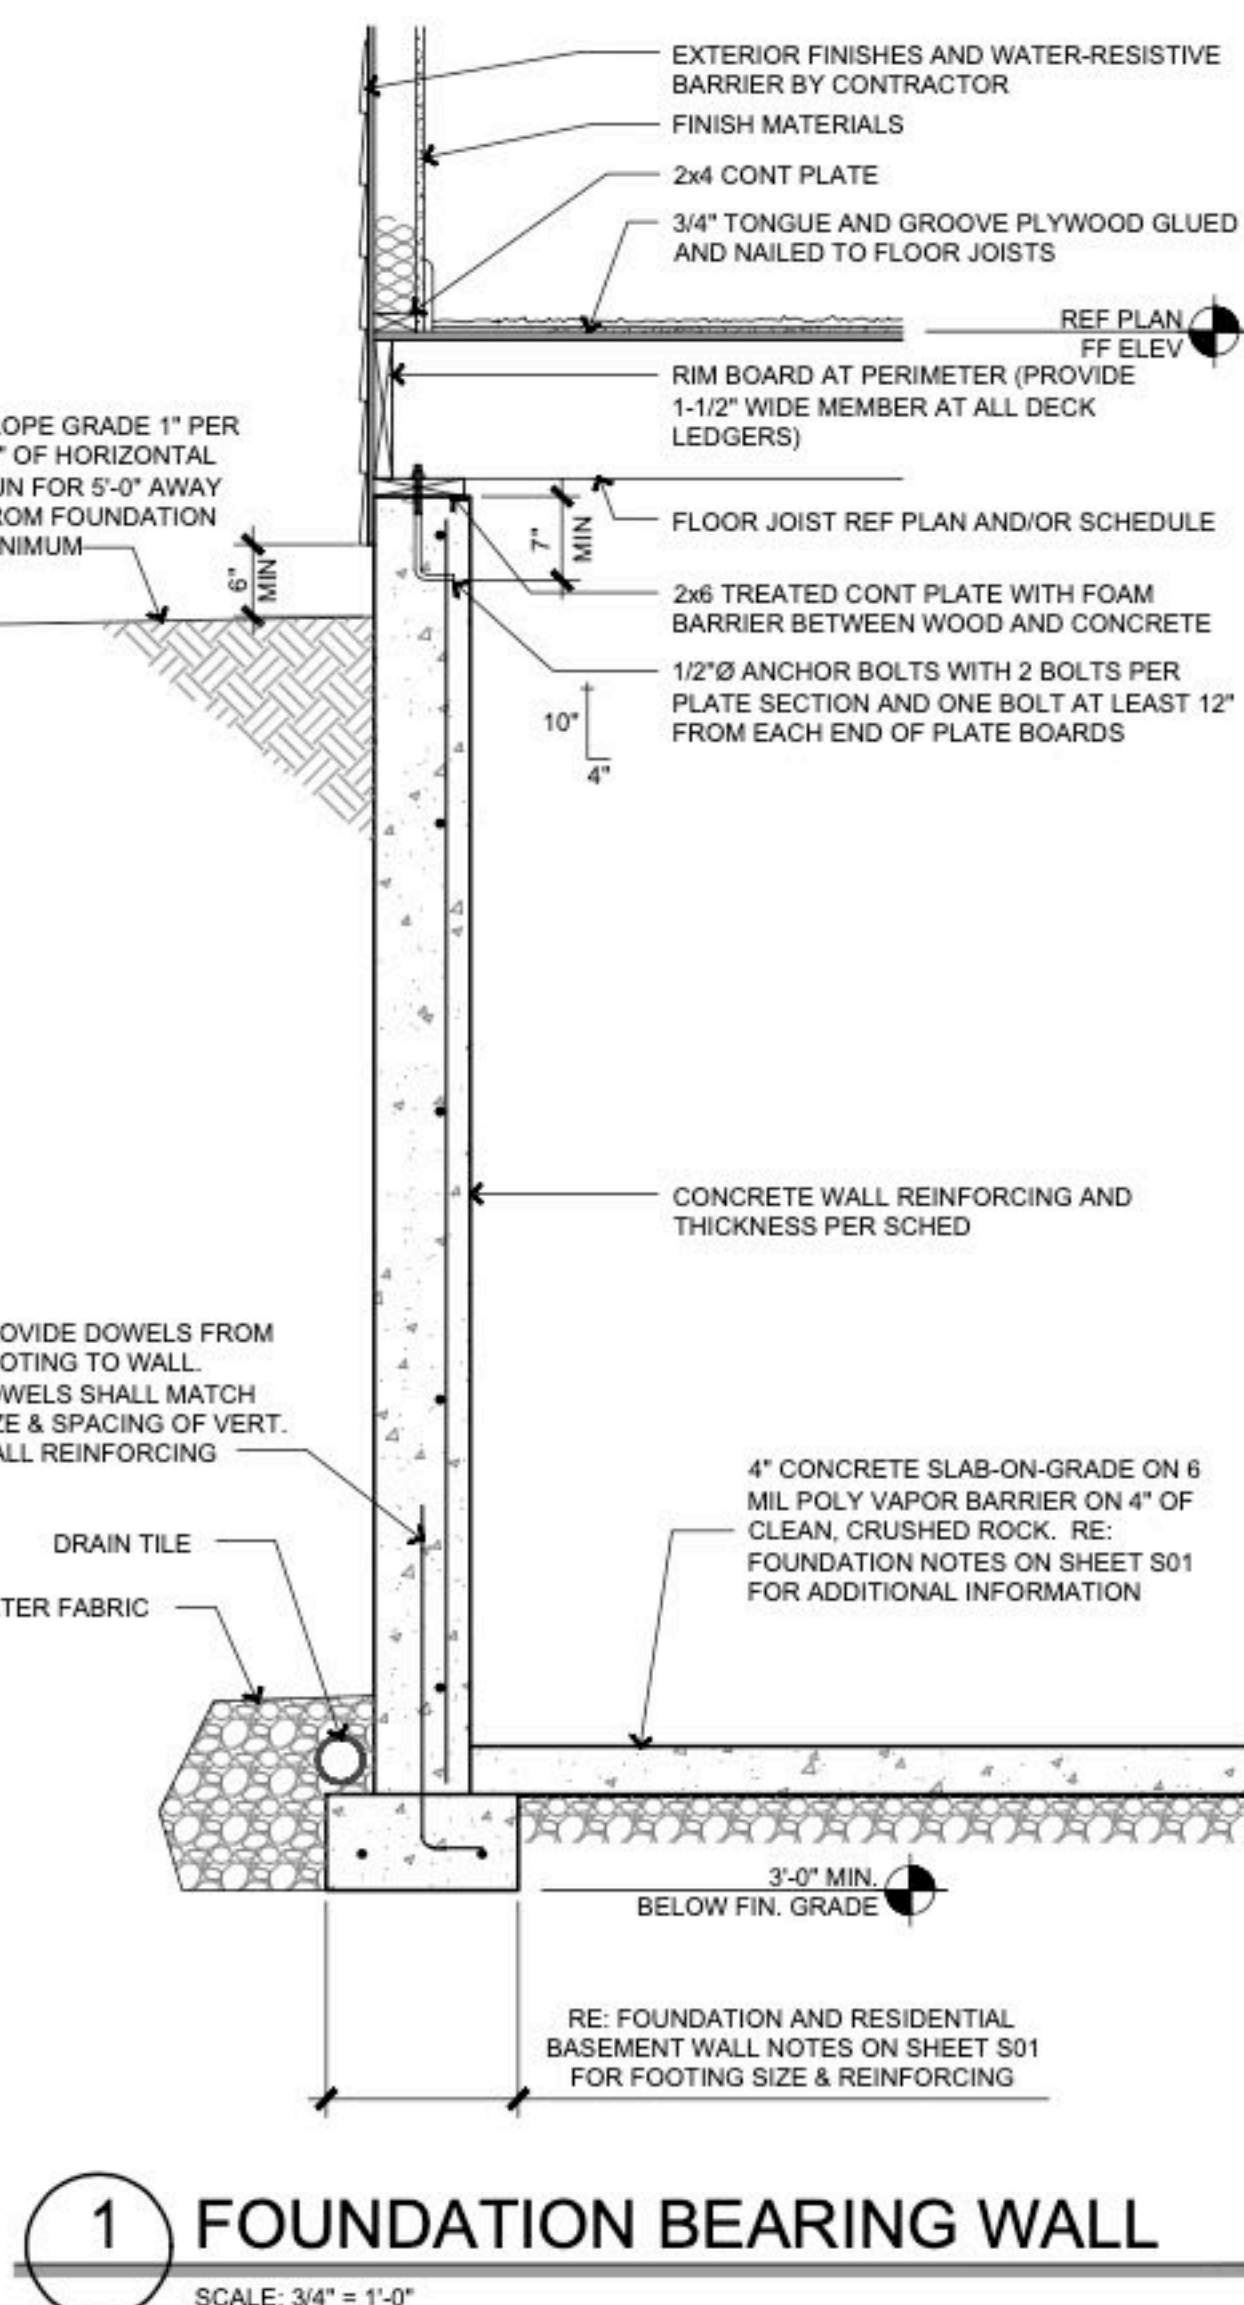 EXTERIOR FINISHES AND WATER-RESISTIVE
BARRIER BY CONTRACTOR
FINISH MATERIALS
2x4 CONT PLATE
3/4" TONGUE AND GROOVE PLYWOOD GLUED
AND NAILED TO FLOOR JOISTS
REF PLAN
FF ELEV
RIM BOARD AT PERIMETER (PROVIDE
1-1/2" WIDE MEMBER AT ALL DECK
LEDGERS)
OPE GRADE 1" PER
" OF HORIZONTAL
UN FOR 5'-0" AWAY
ROM FOUNDATION
NIMUM
6"
MIN
7"
MIN
FLOOR JOIST REF PLAN AND/OR SCHEDULE
2x6 TREATED CONT PLATE WITH FOAM
BARRIER BETWEEN WOOD AND CONCRETE
1/2"Ø ANCHOR BOLTS WITH 2 BOLTS PER
PLATE SECTION AND ONE BOLT AT LEAST 12"
FROM EACH END OF PLATE BOARDS
10"
4"
CONCRETE WALL REINFORCING AND
THICKNESS PER SCHED
OVIDE DOWELS FROM
OTING TO WALL.
OWELS SHALL MATCH
ZE & SPACING OF VERT.
ALL REINFORCING
DRAIN TILE
TER FABRIC
4" CONCRETE SLAB-ON-GRADE ON 6
MIL POLY VAPOR BARRIER ON 4" OF
CLEAN, CRUSHED ROCK. RE:
FOUNDATION NOTES ON SHEET S01
FOR ADDITIONAL INFORMATION
3'-0" MIN.
BELOW FIN. GRADE
RE: FOUNDATION AND RESIDENTIAL
BASEMENT WALL NOTES ON SHEET S01
FOR FOOTING SIZE & REINFORCING
1 FOUNDATION BEARING WALL
SCALE: 3/4" = 1'-0"